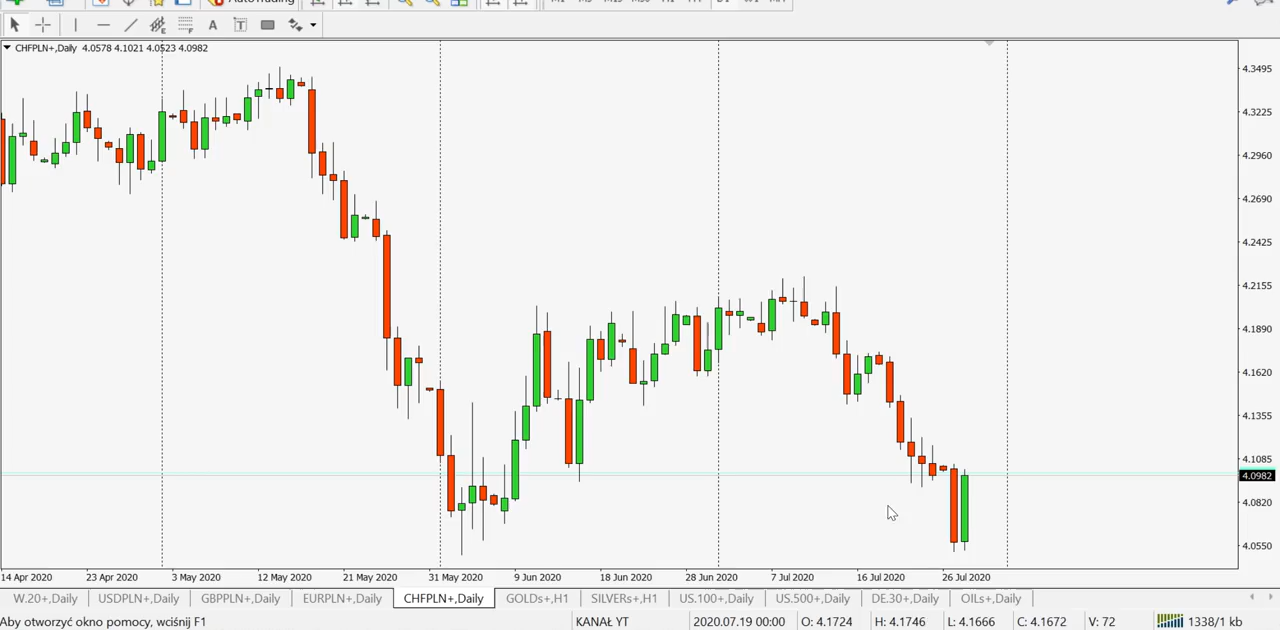 AutoTrading
A T
CHFPLN+,Daily 4.0578 4.1021 4.0523 4.0982
4.3495
4.3225
4.2960
4.2690
4.2425
4.2155
4.1890
4.1620
4.1355
4.1085
4.0982
4.0820
4.0550
14 Apr 2020 23 Apr 2020 3 May 2020 12 May 2020 21 May 2020 31 May 2020 9 Jun 2020 18 Jun 2020 28 Jun 2020 7 Jul 2020 16 Jul 2020 26 Jul 2020
W.20+,Daily USDPLN+,Daily GBPPLN+,Daily EURPLN+,Daily CHFPLN+,Daily GOLDs+,H1 SILVERs+,H1 US.100+,Daily US.500+,Daily DE.30+,Daily OILs+,Daily
Aby otworzyć okno pomocy, wciśnij F1 KANAŁ YT 2020.07.19 00:00 O: 4.1724 H: 4.1746 L: 4.1666 C: 4.1672 V: 72 1338/1 kb